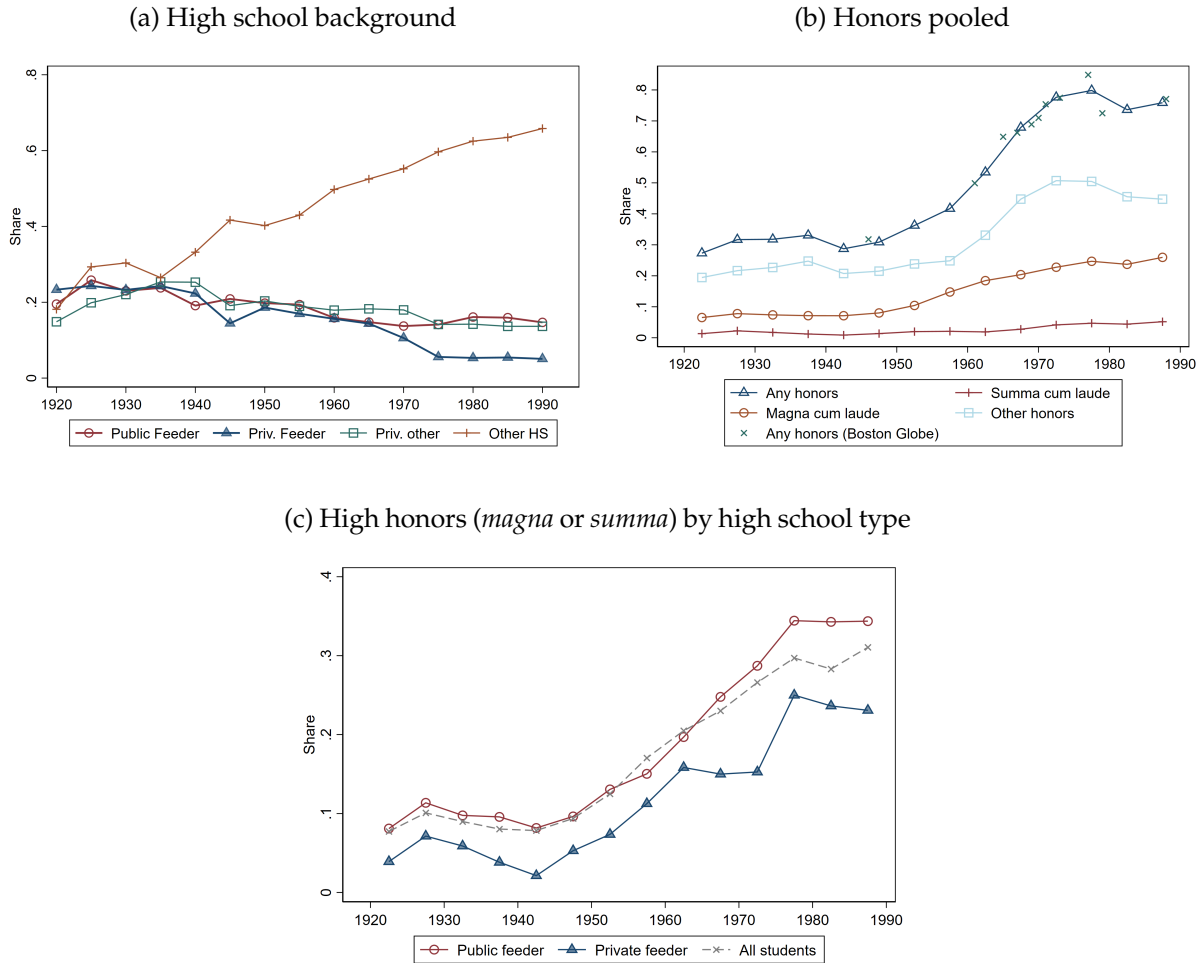 (a) High school background
Share
0 .2 .4 .6 .8
1920 1930 1940 1950 1960 1970 1980 1990
Public Feeder Priv. Feeder Priv. other Other HS
(b) Honors pooled
Share
0 .1 .2 .3 .4 .5 .6 .7 .8
1920 1930 1940 1950 1960 1970 1980 1990
Any honors Summa cum laude
Magna cum laude Other honors
Any honors (Boston Globe)
(c) High honors (magna or summa) by high school type
Share
0 .1 .2 .3 .4
1920 1930 1940 1950 1960 1970 1980 1990
Public feeder Private feeder All students